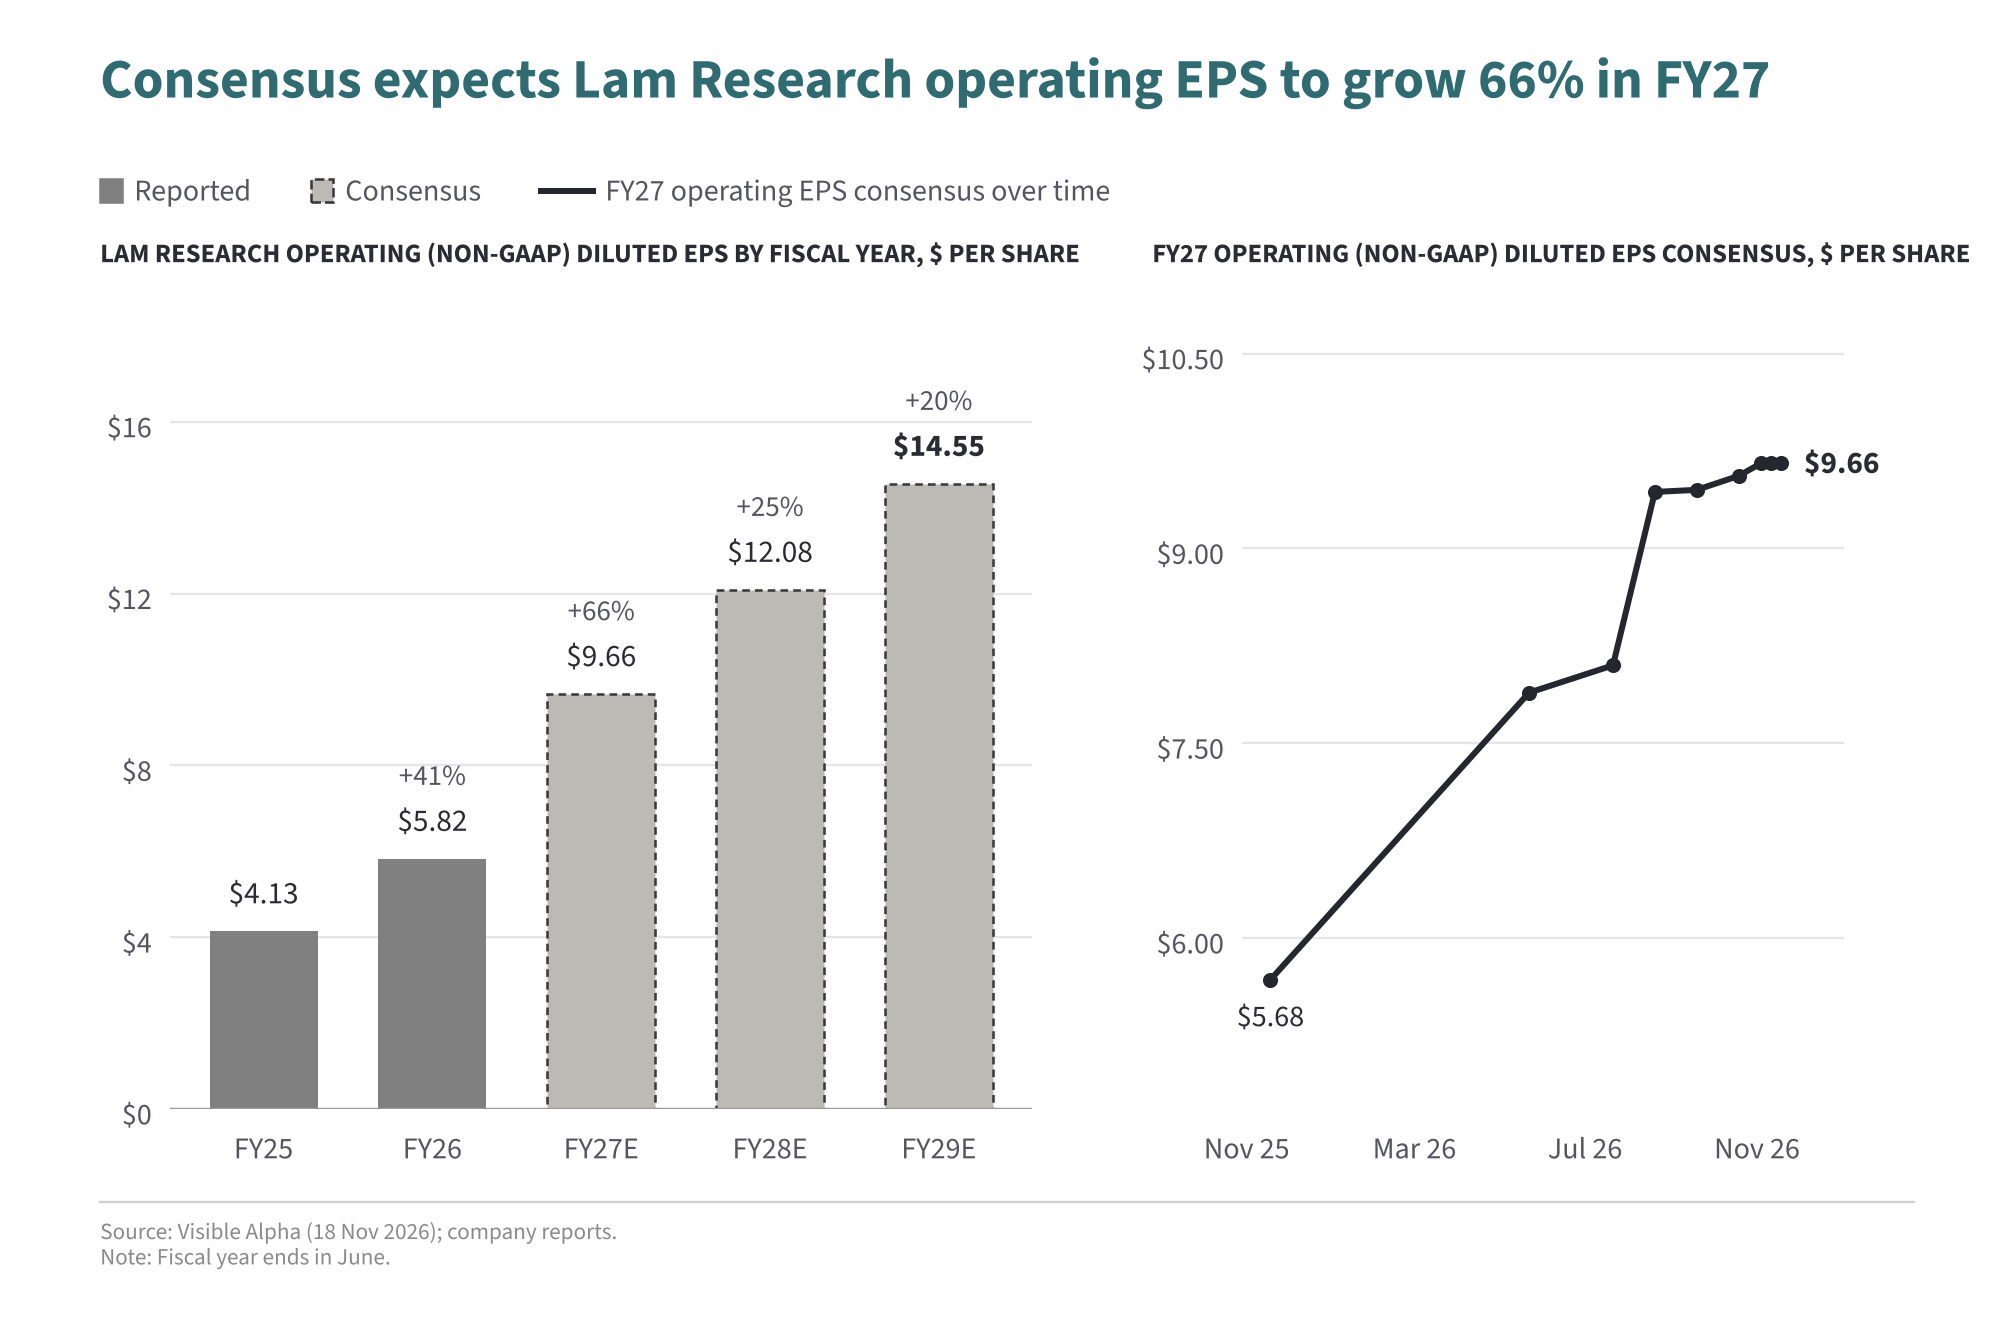 Consensus expects Lam Research operating EPS to grow 66% in FY27
Reported
Consensus
FY27 operating EPS consensus over time
LAM RESEARCH OPERATING (NON-GAAP) DILUTED EPS BY FISCAL YEAR, $ PER SHARE
$16
$12
$8
$4
$0
$4.13
+41%
$5.82
+66%
$9.66
+25%
$12.08
+20%
$14.55
FY25
FY26
FY27E
FY28E
FY29E
FY27 OPERATING (NON-GAAP) DILUTED EPS CONSENSUS, $ PER SHARE
$10.50
$9.00
$7.50
$6.00
$5.68
$9.66
Nov 25
Mar 26
Jul 26
Nov 26
Source: Visible Alpha (18 Nov 2026); company reports.
Note: Fiscal year ends in June.